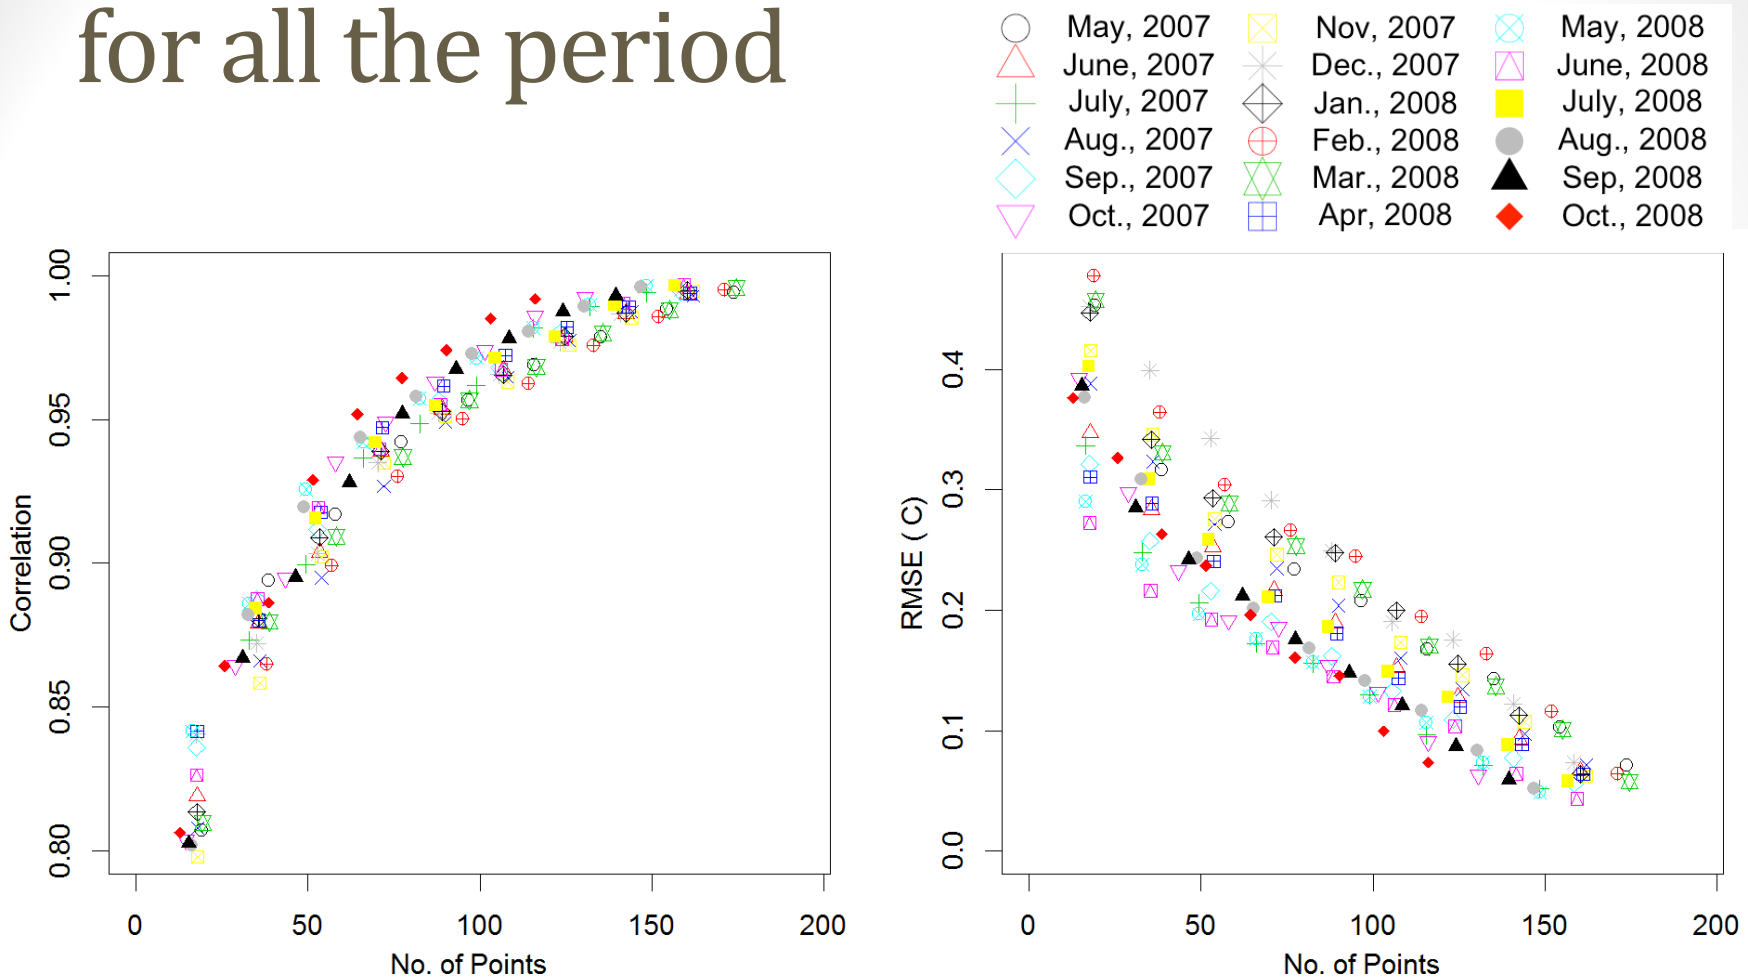 for all the period
May, 2007 Nov, 2007 May, 2008
June, 2007 Dec., 2007 June, 2008
July, 2007 Jan., 2008 July, 2008
Aug., 2007 Feb., 2008 Aug., 2008
Sep., 2007 Mar., 2008 Sep, 2008
Oct., 2007 Apr, 2008 Oct., 2008
Correlation
1.00
0.95
0.90
0.85
0.80
0 50 100 150 200
No. of Points
RMSE ( C)
0.4
0.3
0.2
0.1
0.0
0 50 100 150 200
No. of Points